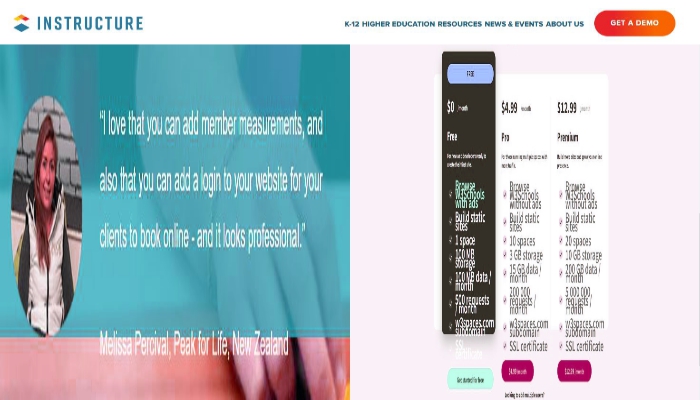 INSTRUCTURE
K-12 HIGHER EDUCATION RESOURCES NEWS & EVENTS ABOUT US
GET A DEMO
"I love that you can add member measurements, and
also that you can add a login to your website for your
clients to book online - and it looks professional."
Melissa Percival, Peak for Life, New Zealand
FREE
$0 /month
Free
Browse
W3Schools
with ads
Build static
sites
1 space
100 MB
storage
100 MB data /
month
500 requests
/ month
w3spaces.com
subdomain
SSL
certificate
Get started for free
$4.99 /month
Pro
Browse
W3Schools
without ads
Build static
sites
10 spaces
3 GB storage
15 GB data /
month
200 000
requests /
month
w3spaces.com
subdomain
SSL certificate
$4.99/month
$12.99 /month
Premium
Browse
W3Schools
without ads
Build static
sites
20 spaces
10 GB storage
200 GB data /
month
5 000 000
requests /
month
w3spaces.com
subdomain
SSL certificate
$12.99 /month